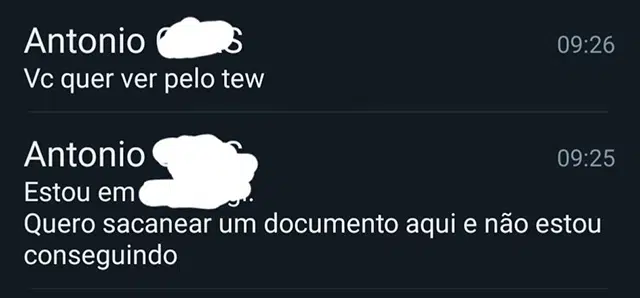 Antonio
09:26
Vc quer ver pelo tew
Antonio
09:25
Estou em
Quero sacanear um documento aqui e não estou
conseguindo